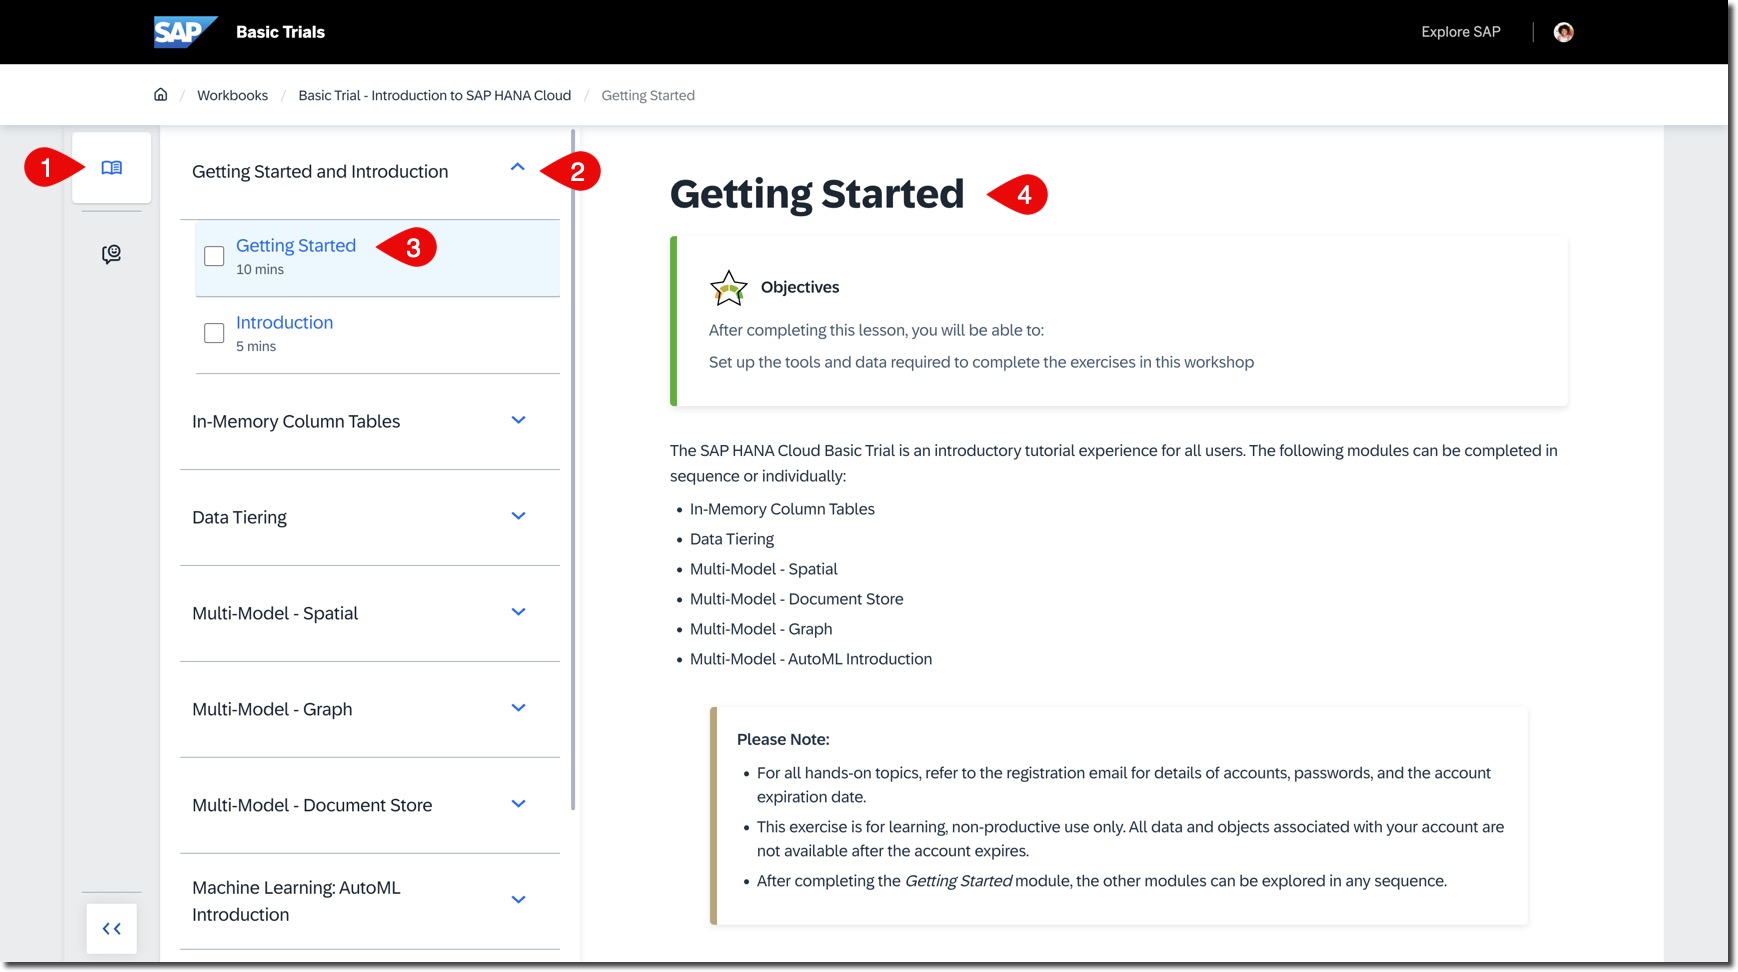 SAP Basic Trials
Explore SAP
Workbooks / Basic Trial - Introduction to SAP HANA Cloud / Getting Started
1
Getting Started and Introduction
2
Getting Started
3
10 mins
Introduction
5 mins
In-Memory Column Tables
Data Tiering
Multi-Model - Spatial
Multi-Model - Graph
Multi-Model - Document Store
Machine Learning: AutoML
Introduction
Getting Started
4
Objectives
After completing this lesson, you will be able to:
Set up the tools and data required to complete the exercises in this workshop
The SAP HANA Cloud Basic Trial is an introductory tutorial experience for all users. The following modules can be completed in
sequence or individually:
• In-Memory Column Tables
• Data Tiering
• Multi-Model - Spatial
• Multi-Model - Document Store
• Multi-Model - Graph
• Multi-Model - AutoML Introduction
Please Note:
• For all hands-on topics, refer to the registration email for details of accounts, passwords, and the account
expiration date.
• This exercise is for learning, non-productive use only. All data and objects associated with your account are
not available after the account expires.
• After completing the Getting Started module, the other modules can be explored in any sequence.